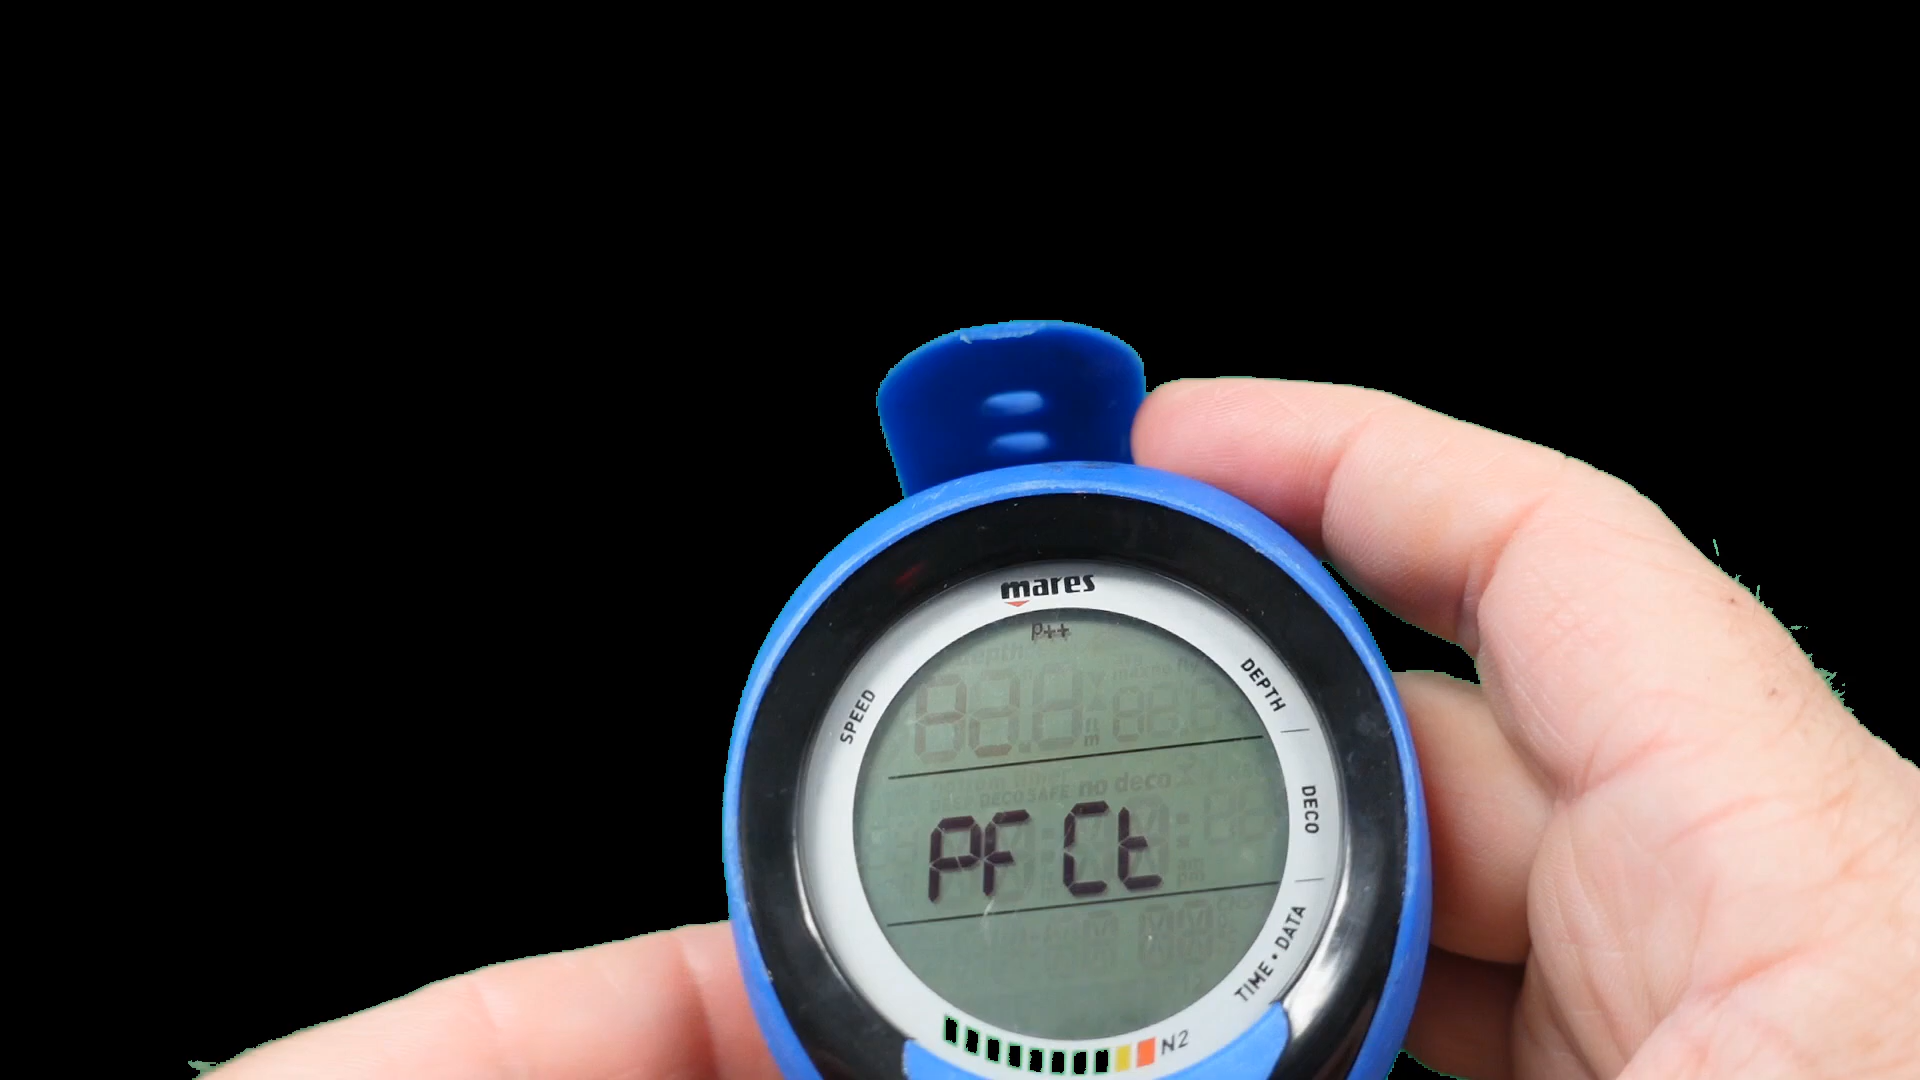 mares
P++
SPEED
DEPTH
m
no deco
DECO
PF Ct
TIME • DATA
N2